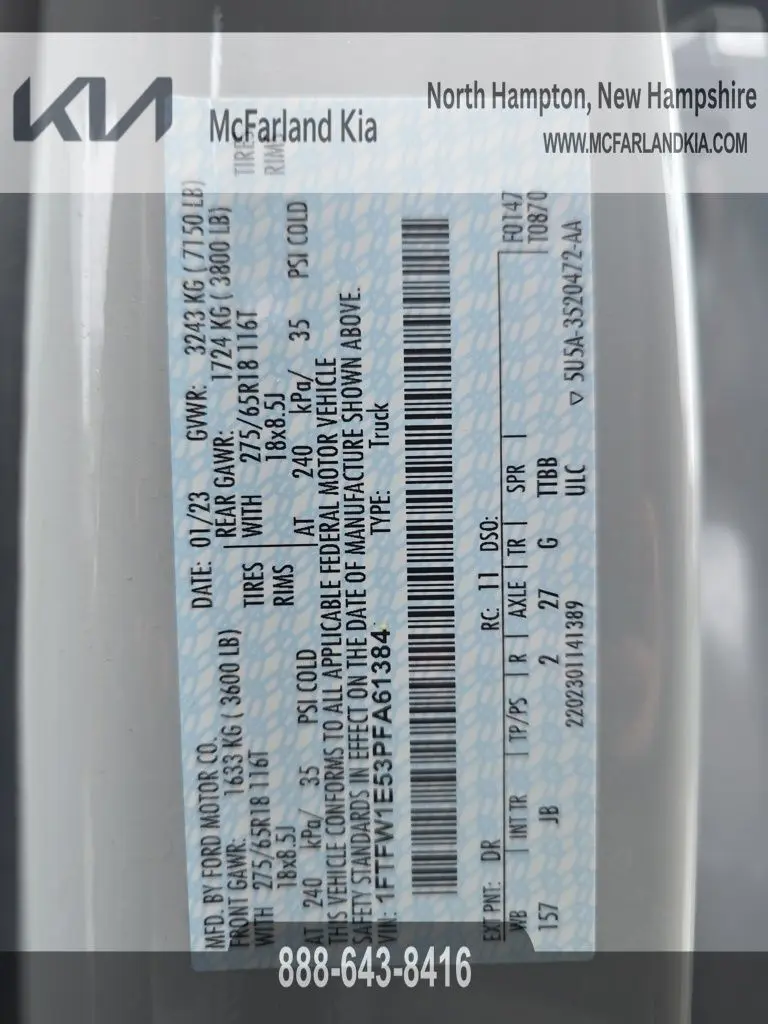 KIA
McFarland Kia
North Hampton, New Hampshire
WWW.MCFARLANDKIA.COM
MFD. BY FORD MOTOR CO.
DATE: 01/23 GVWR: 3243 KG ( 7150 LB)
FRONT GAWR: 1633 KG ( 3600 LB) REAR GAWR: 1724 KG ( 3800 LB)
WITH 275/65R18 116T TIRES WITH 275/65R18 116T TIRES
18x8.5J RIMS 18x8.5J RIMS
AT 240 kPa/ 35 PSI COLD AT 240 kPa/ 35 PSI COLD
THIS VEHICLE CONFORMS TO ALL APPLICABLE FEDERAL MOTOR VEHICLE
SAFETY STANDARDS IN EFFECT ON THE DATE OF MANUFACTURE SHOWN ABOVE.
VIN: 1FTFW1E53PFA61384 TYPE: Truck
EXT PNT: DR RC: 11 DSO: F0147
T0870
WB INT TR TP/PS R AXLE TR SPR
157 JB 2 27 G TTBB
2202301141389 ULC ▽ 5U5A-3520472-AA
888-643-8416